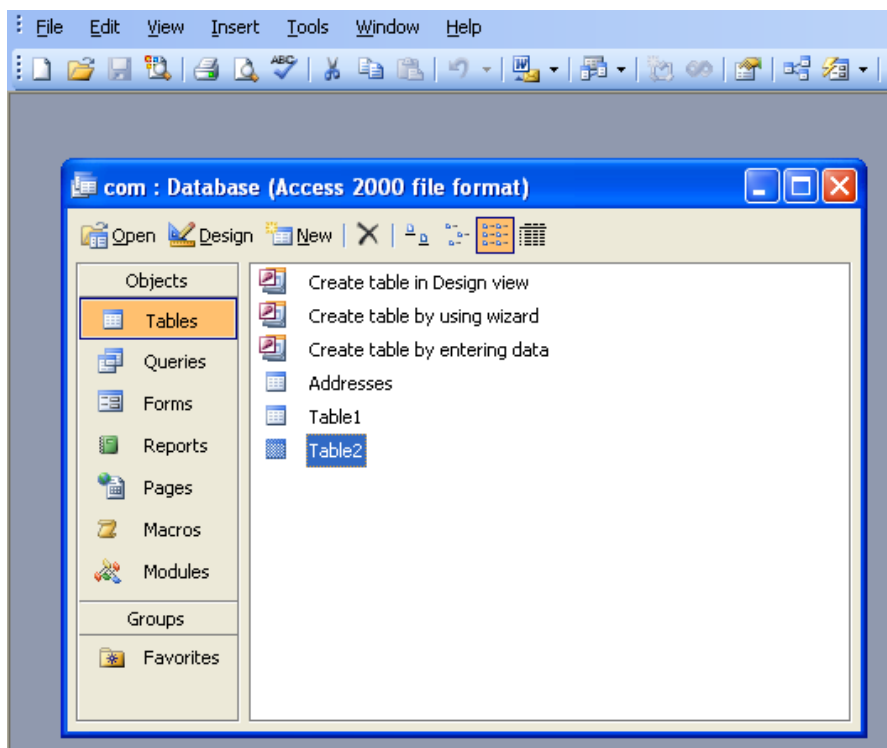 File Edit View Insert Tools Window Help
ABC
com : Database (Access 2000 file format)
Open Design New
Objects
Tables
Queries
Forms
Reports
Pages
Macros
Modules
Groups
Favorites
Create table in Design view
Create table by using wizard
Create table by entering data
Addresses
Table1
Table2